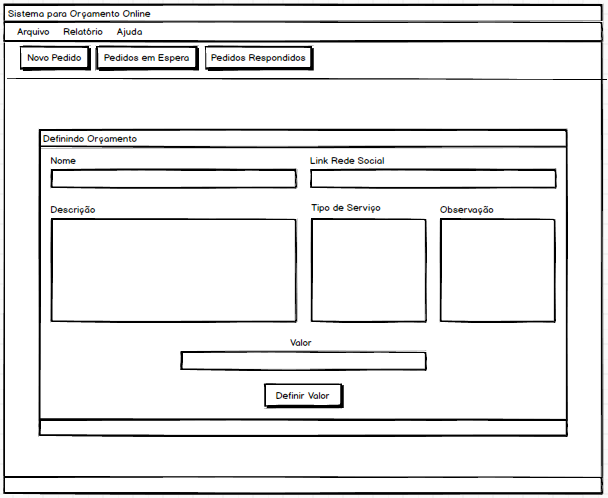 Sistema para Orçamento Online
Arquivo Relatório Ajuda
Novo Pedido Pedidos em Espera Pedidos Respondidos
Definindo Orçamento
Nome Link Rede Social
Descrição Tipo de Serviço Observação
Valor
Definir Valor